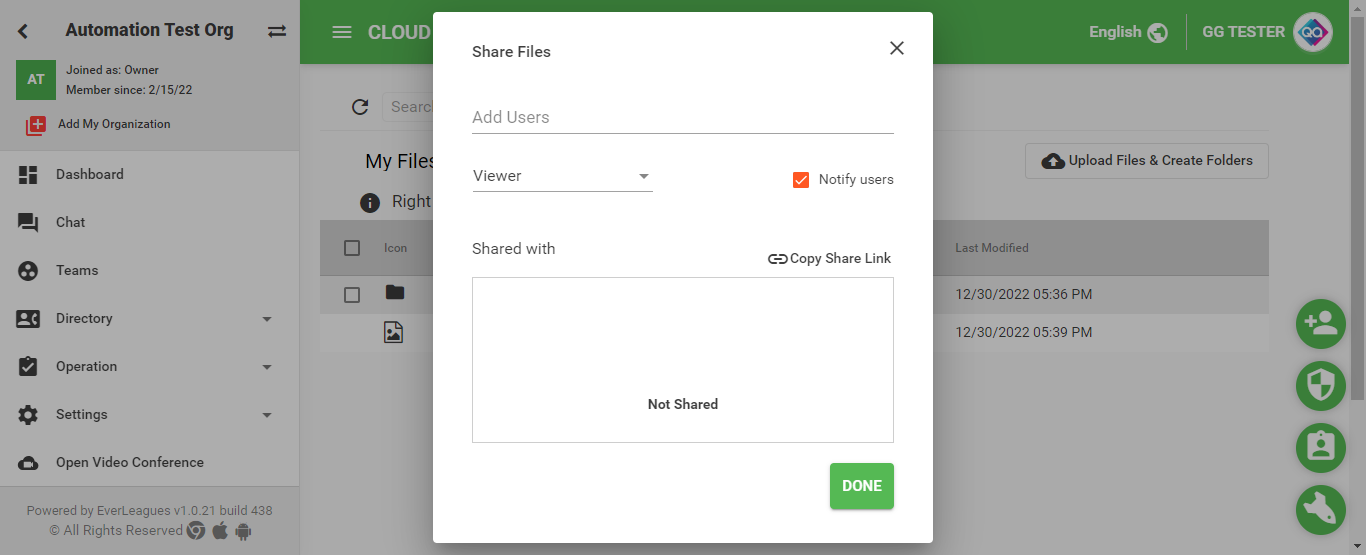 Automation Test Org
AT
Joined as: Owner
Member since: 2/15/22
Add My Organization
Dashboard
Chat
Teams
Directory
Operation
Settings
Open Video Conference
Powered by EverLeagues v1.0.21 build 438
© All Rights Reserved
CLOUD
English
GG TESTER
QA
Search
My Files
Upload Files & Create Folders
Right
Icon
Last Modified
12/30/2022 05:36 PM
12/30/2022 05:39 PM
Share Files
Add Users
Viewer
Notify users
Shared with
Copy Share Link
Not Shared
DONE